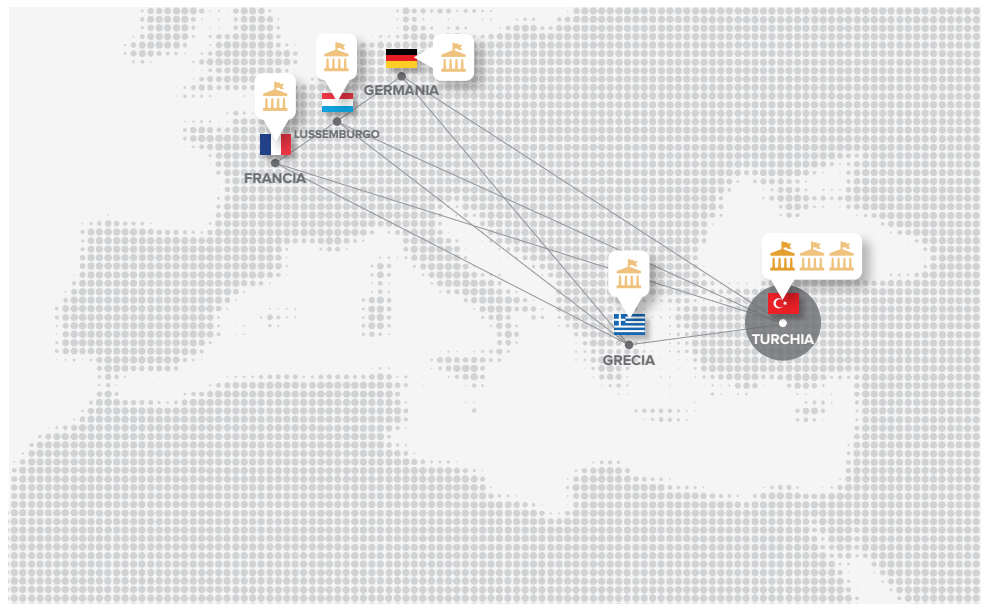 GERMANIA
LUSSEMBURGO
FRANCIA
TURCHIA
GRECIA